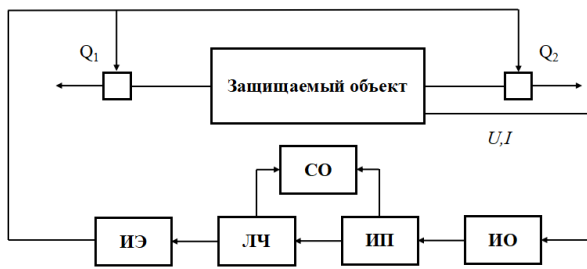 Q₁
Q₂
Защищаемый объект
U,I
СО
ИЭ
ЛЧ
ИП
ИО